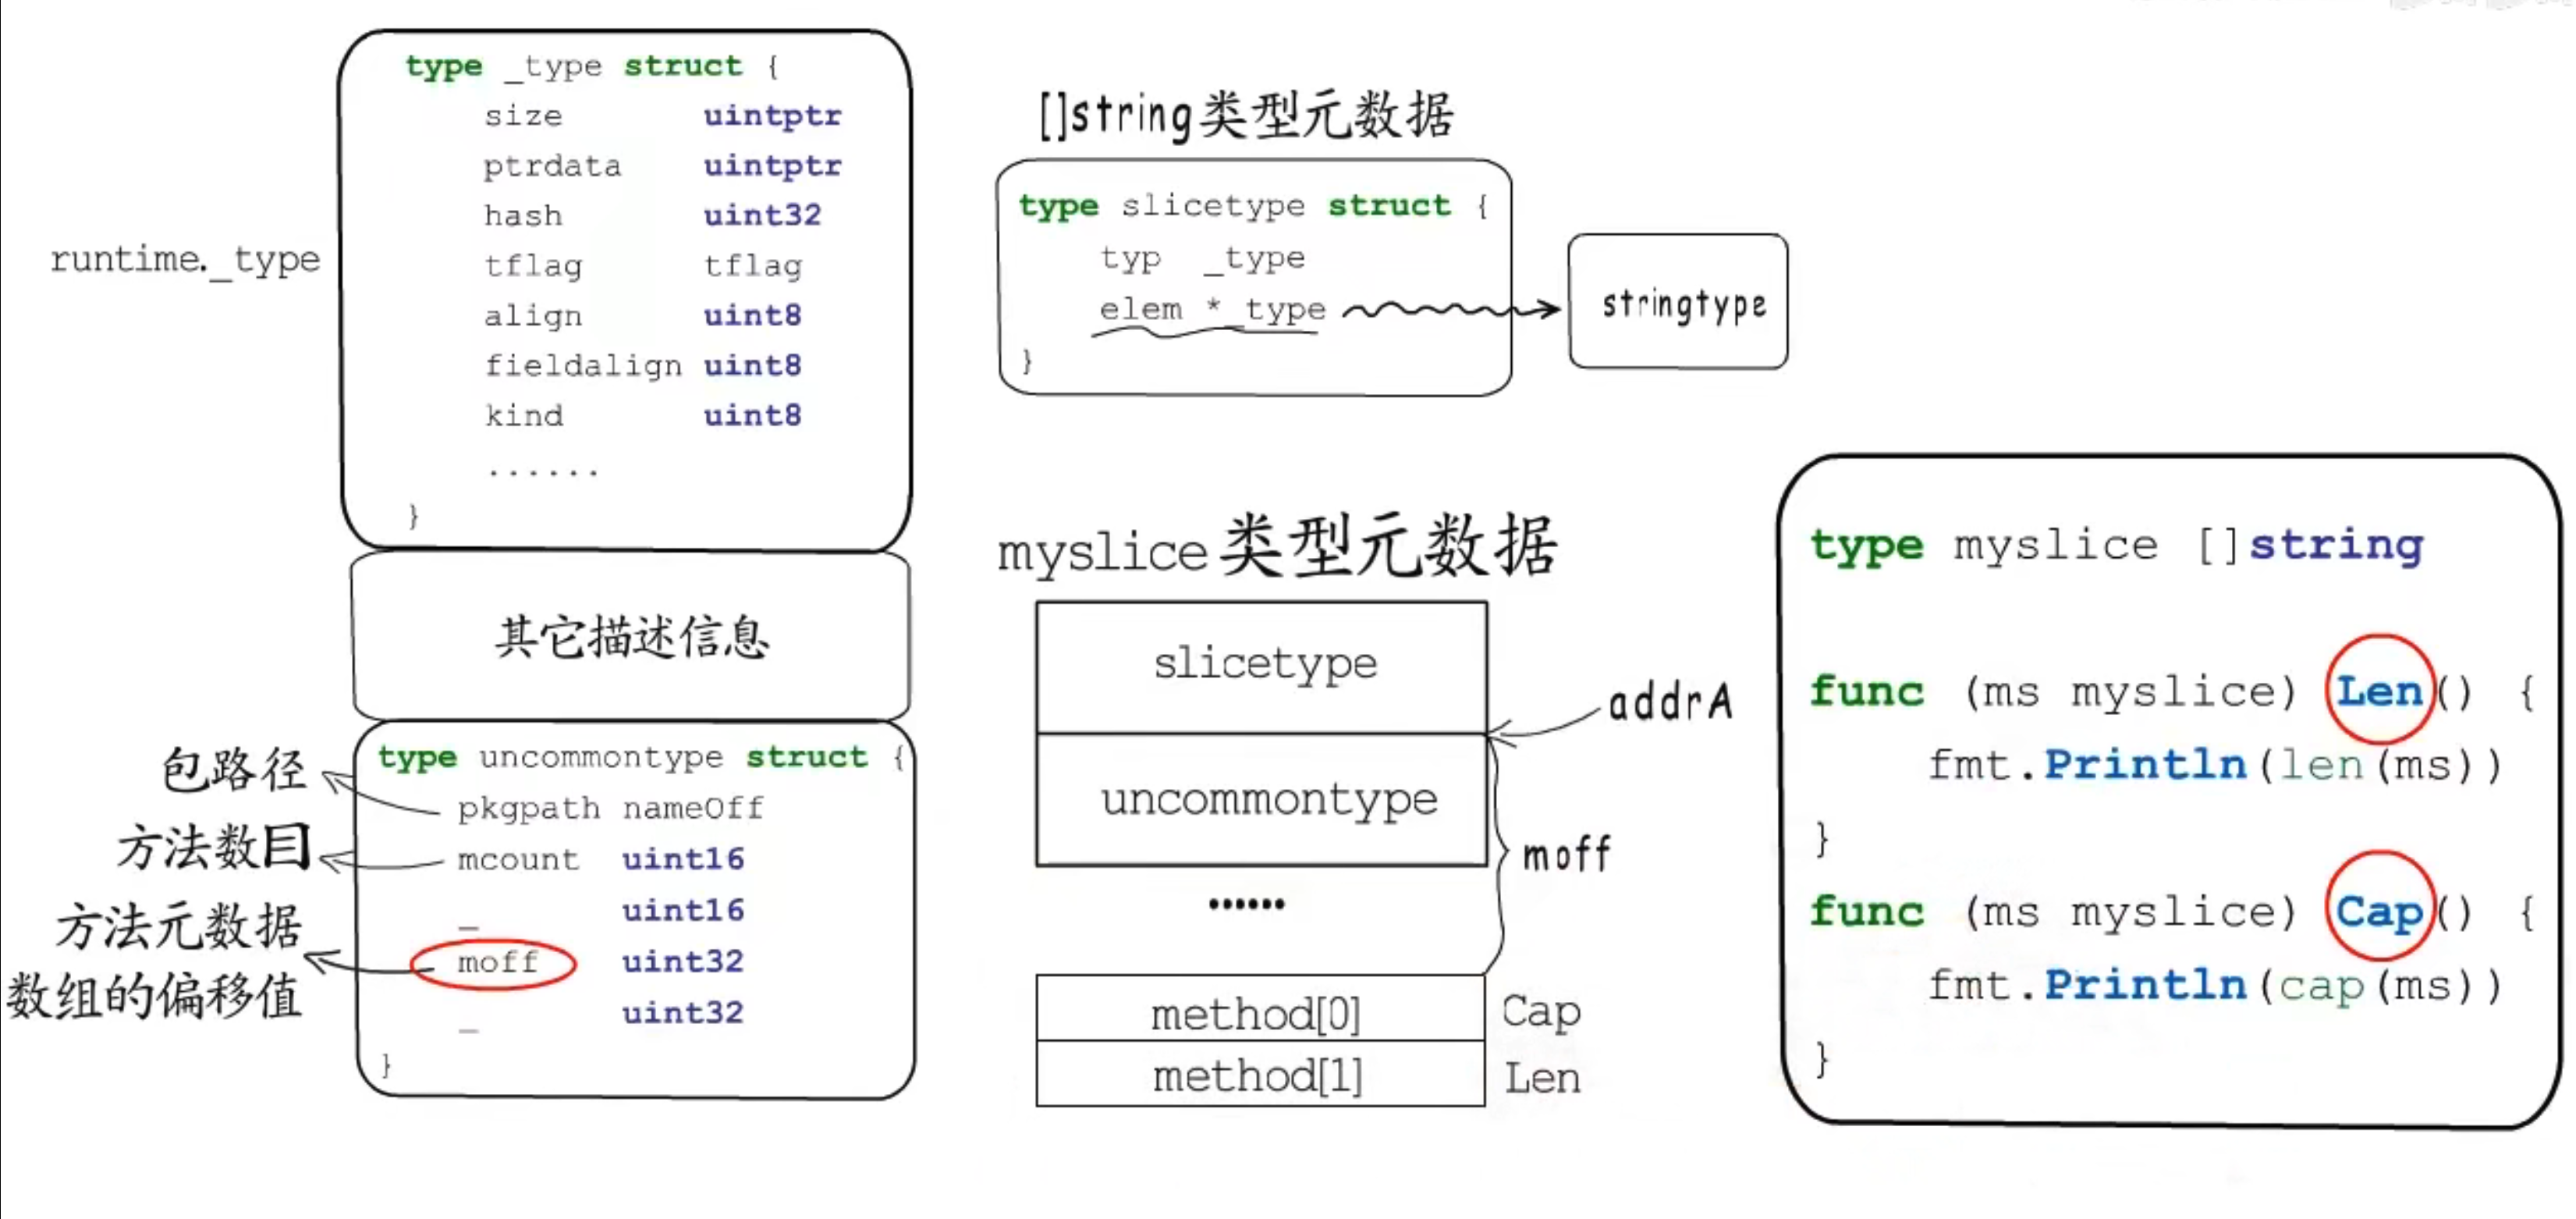 runtime._type
type _type struct {
size uintptr
ptrdata uintptr
hash uint32
tflag tflag
align uint8
fieldalign uint8
kind uint8
......
}
其它描述信息
type uncommontype struct {
pkgpath nameOff
mcount uint16
_ uint16
moff uint32
_ uint32
}
包路径
方法数目
方法元数据
数组的偏移值
[]string类型元数据
type slicetype struct {
typ _type
elem *_type
}
stringtype
myslice类型元数据
slicetype
uncommontype
addrA
moff
......
method[0] Cap
method[1] Len
type myslice []string
func (ms myslice) Len() {
fmt.Println(len(ms))
}
func (ms myslice) Cap() {
fmt.Println(cap(ms))
}